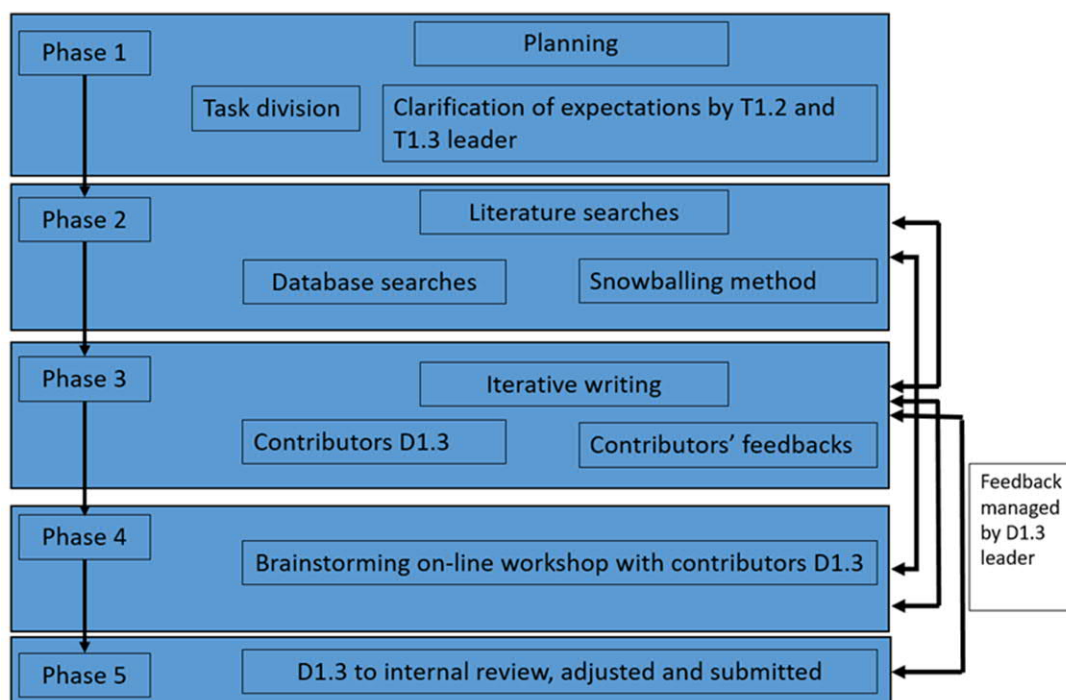 Phase 1
Planning
Task division
Clarification of expectations by T1.2 and
T1.3 leader
Phase 2
Literature searches
Database searches
Snowballing method
Phase 3
Iterative writing
Contributors D1.3
Contributors’ feedbacks
Feedback
managed
by D1.3
leader
Phase 4
Brainstorming on-line workshop with contributors D1.3
Phase 5
D1.3 to internal review, adjusted and submitted